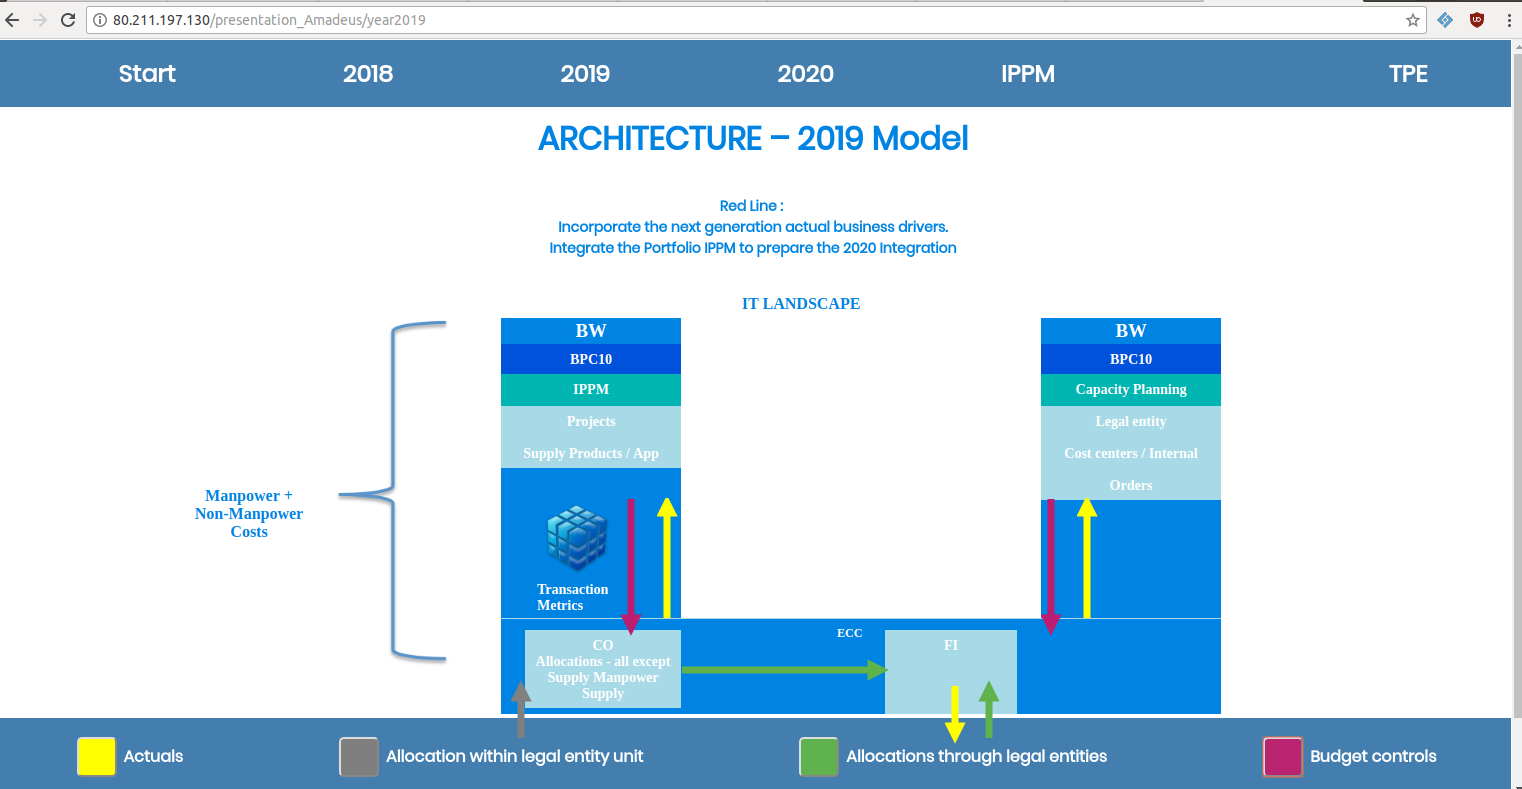 80.211.197.130/presentation_Amadeus/year2019
Start 2018 2019 2020 IPPM TPE
ARCHITECTURE – 2019 Model
Red Line :
Incorporate the next generation actual business drivers.
Integrate the Portfolio IPPM to prepare the 2020 Integration
IT LANDSCAPE
BW
BPC10
IPPM
Projects
Supply Products / App
Transaction
Metrics
BW
BPC10
Capacity Planning
Legal entity
Cost centers / Internal
Orders
Manpower +
Non-Manpower
Costs
ECC
CO
Allocations - all except
Supply Manpower
Supply
FI
Actuals
Allocation within legal entity unit
Allocations through legal entities
Budget controls